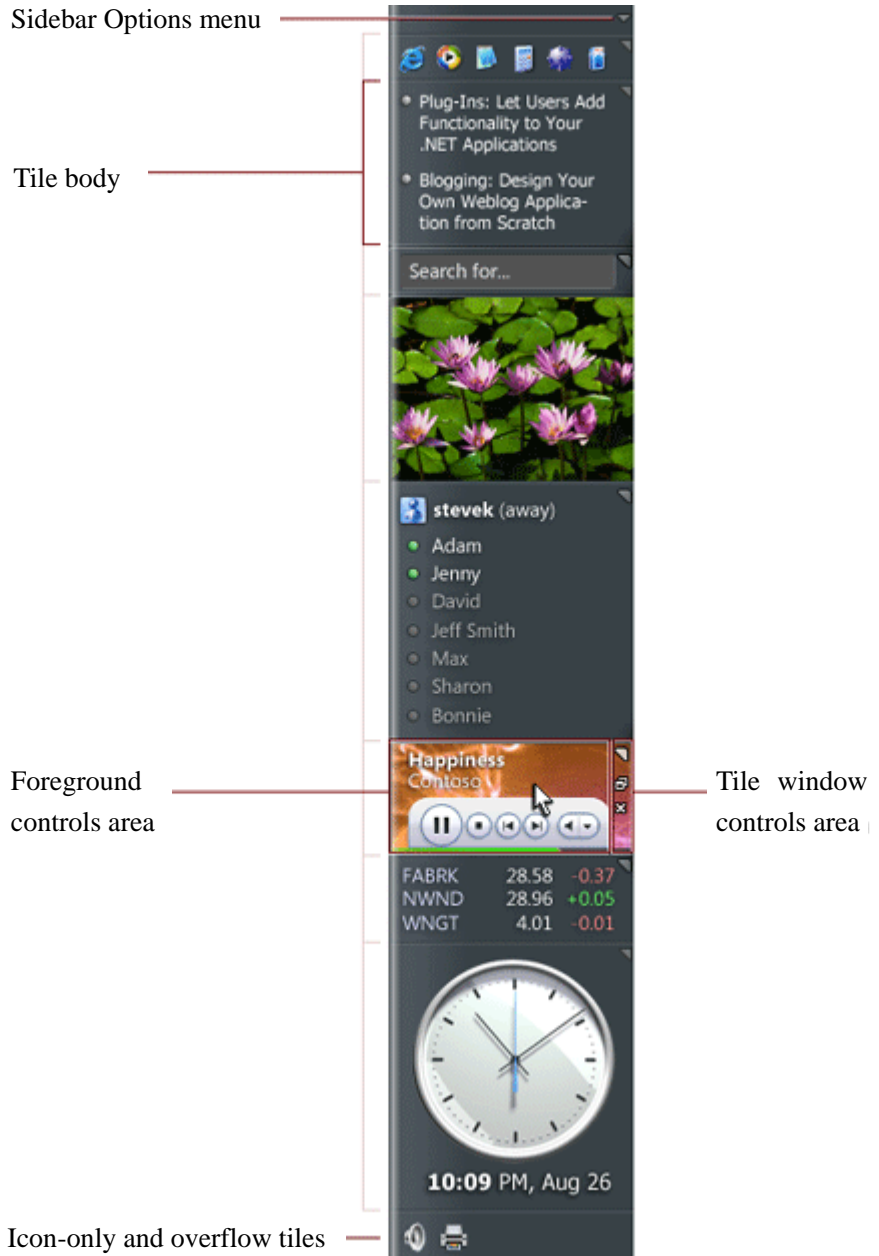 Sidebar Options menu
Plug-Ins: Let Users Add
Functionality to Your
.NET Applications
Tile body
Blogging: Design Your
Own Weblog Applica-
tion from Scratch
Search for...
stevek (away)
Adam
Jenny
David
Jeff Smith
Max
Sharon
Bonnie
Happiness
Contoso
Foreground
controls area
Tile window
controls area
FABRK 28.58 -0.37
NWND 28.96 +0.05
WNGT 4.01 -0.01
10:09 PM, Aug 26
Icon-only and overflow tiles